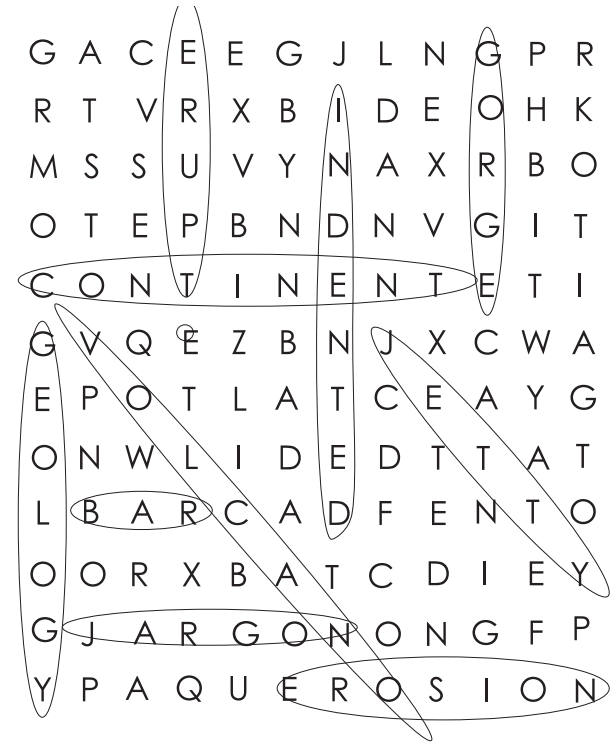 G A C E E G J L N G P R
R T V R X B I D E O H K
M S S U V Y N A X R B O
O T E P B N D N V G I T
C O N T I N E N T E T I
G V Q E Z B N J X C W A
E P O T L A T C E A Y G
O N W L I D E D T T A T
L B A R C A D F E N T O
O O R X B A T C D I E Y
G J A R G O N O N G F P
Y P A Q U E R O S I O N